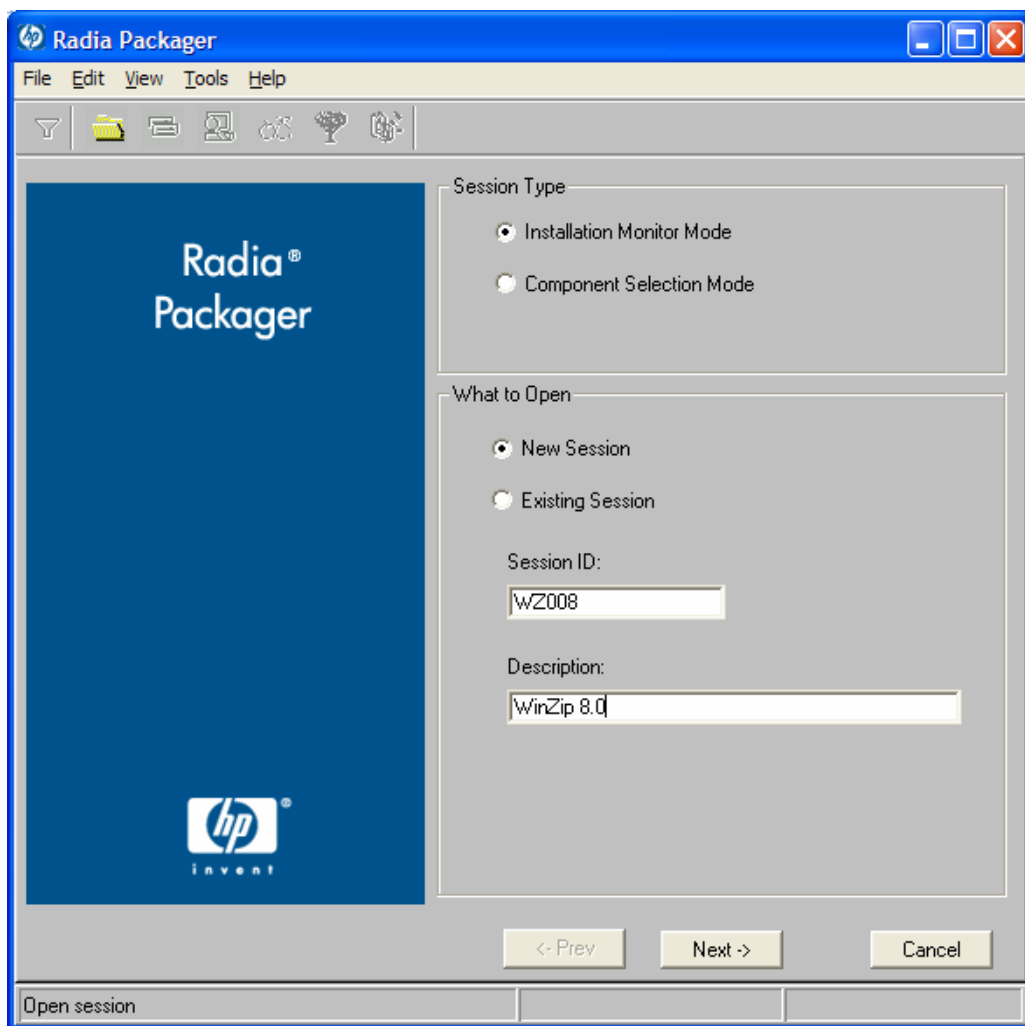 Radia Packager
File Edit View Tools Help
Radia®
Packager
hp®
invent
Session Type
Installation Monitor Mode
Component Selection Mode
What to Open
New Session
Existing Session
Session ID:
WZ008
Description:
WinZip 8.0
<- Prev Next -> Cancel
Open session